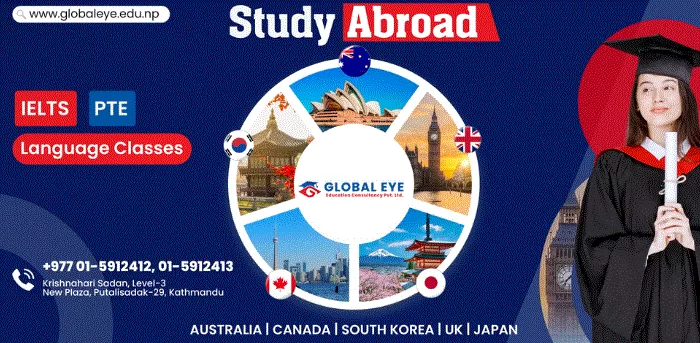 www.globaleye.edu.np
Study Abroad
IELTS
PTE
Language Classes
GLOBAL EYE
Education Consultancy Pvt. Ltd.
+977 01-5912412, 01-5912413
Krishnahari Sadan, Level-3
New Plaza, Putalisadak-29, Kathmandu
AUSTRALIA | CANADA | SOUTH KOREA | UK | JAPAN